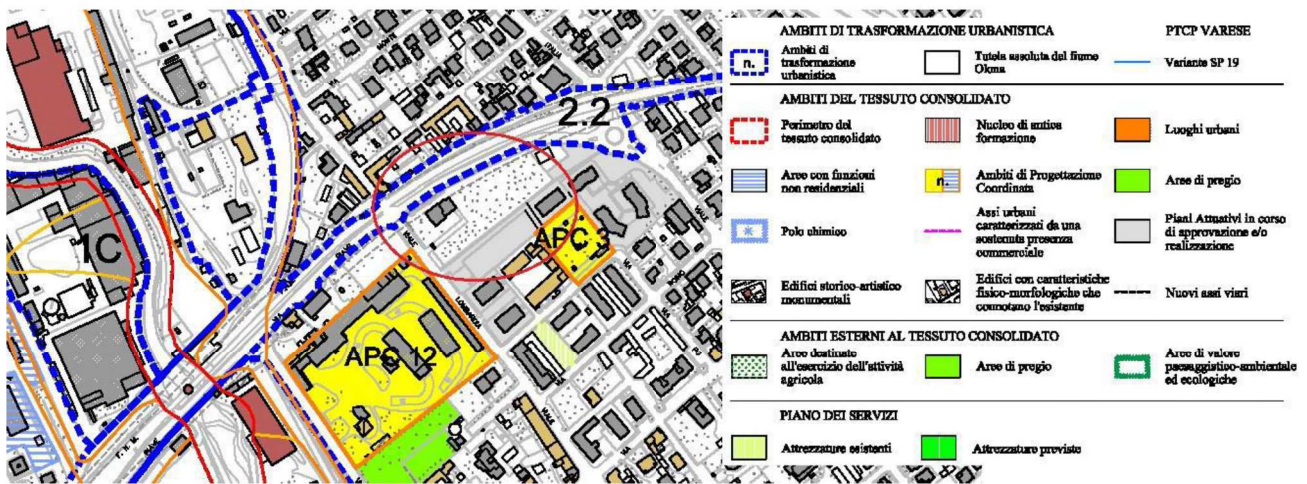 2.2
1C
APC 3
APC 12
VIALE
LOMBARDIA
VIALE
VIA
VIA
F. N. M.
PIAVE
AMBITI DI TRASFORMAZIONE URBANISTICA
PTCP VARESE
n.
Ambiti di
trasformazione
urbanistica
Tutela assoluta del fiume
Olona
Variante SP 19
AMBITI DEL TESSUTO CONSOLIDATO
Perimetro del
tessuto consolidato
Nucleo di antica
formazione
Luoghi urbani
Aree con funzioni
non residenziali
n.
Ambiti di Progettazione
Coordinata
Aree di pregio
Polo chimico
Assi urbani
caratterizzati da una
sostenuta presenza
commerciale
Piani Attuativi in corso
di approvazione e/o
realizzazione
Edifici storico-artistico
monumentali
Edifici con caratteristiche
fisico-morfologiche che
connotano l'esistente
Nuovi assi viari
AMBITI ESTERNI AL TESSUTO CONSOLIDATO
Aree destinate
all'esercizio dell'attività
agricola
Aree di pregio
Aree di valore
paesaggistico-ambientale
ed ecologiche
PIANO DEI SERVIZI
Attrezzature esistenti
Attrezzature previste